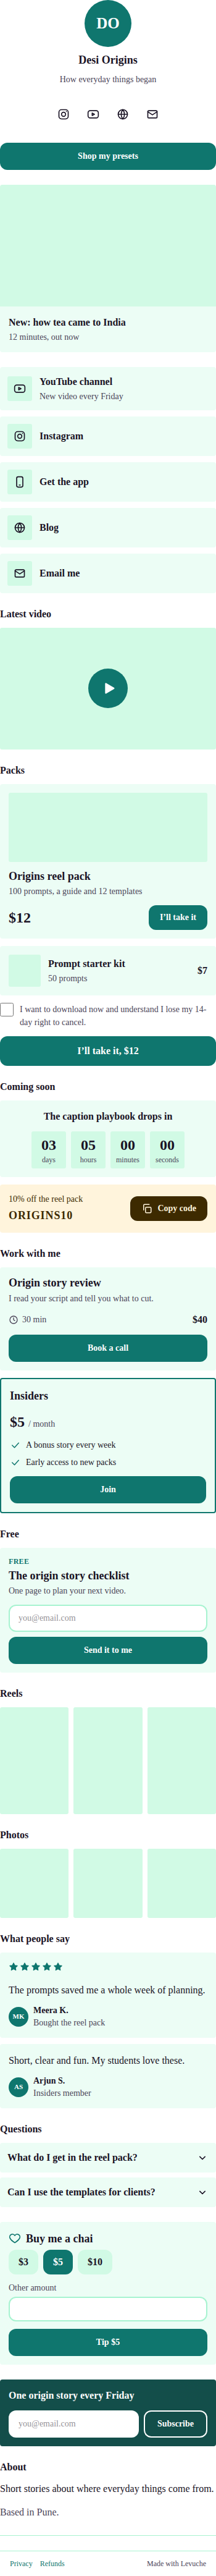 DO
Desi Origins
How everyday things began
Shop my presets
New: how tea came to India
12 minutes, out now
YouTube channel
New video every Friday
Instagram
Get the app
Blog
Email me
Latest video
Packs
Origins reel pack
100 prompts, a guide and 12 templates
$12
I'll take it
Prompt starter kit
50 prompts
$7
I want to download now and understand I lose my 14-
day right to cancel.
I'll take it, $12
Coming soon
The caption playbook drops in
03 05 00 00
days hours minutes seconds
10% off the reel pack
ORIGINS10
Copy code
Work with me
Origin story review
I read your script and tell you what to cut.
30 min
$40
Book a call
Insiders
$5 / month
A bonus story every week
Early access to new packs
Join
Free
FREE
The origin story checklist
One page to plan your next video.
you@email.com
Send it to me
Reels
Photos
What people say
The prompts saved me a whole week of planning.
MK
Meera K.
Bought the reel pack
Short, clear and fun. My students love these.
AS
Arjun S.
Insiders member
Questions
What do I get in the reel pack?
Can I use the templates for clients?
Buy me a chai
$3 $5 $10
Other amount
Tip $5
One origin story every Friday
you@email.com
Subscribe
About
Short stories about where everyday things come from.
Based in Pune.
Privacy Refunds Made with Levuche